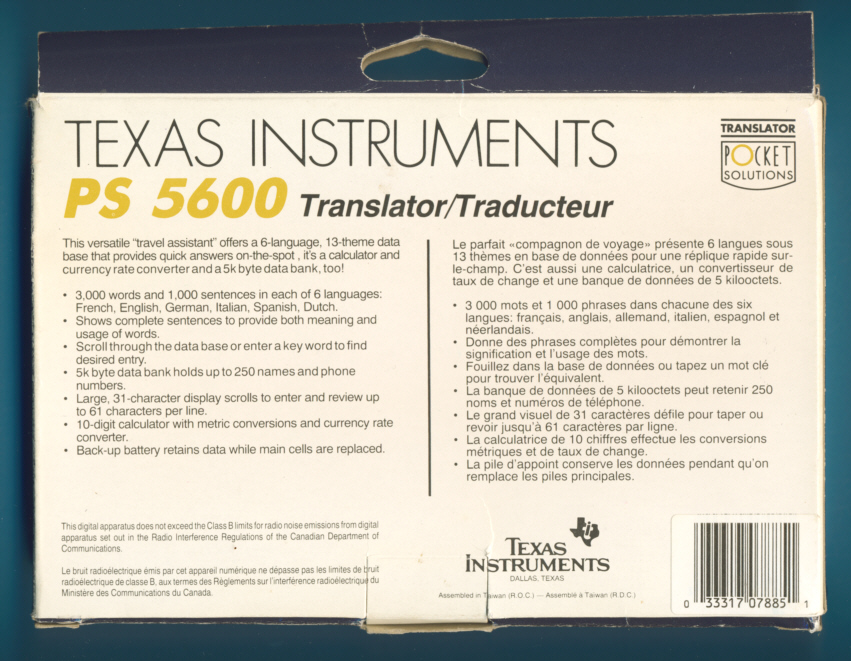 TEXAS INSTRUMENTS
PS 5600 Translator/Traducteur
TRANSLATOR
POCKET
SOLUTIONS
This versatile "travel assistant" offers a 6-language, 13-theme data
base that provides quick answers on-the-spot , it's a calculator and
currency rate converter and a 5k byte data bank, too!
• 3,000 words and 1,000 sentences in each of 6 languages:
French, English, German, Italian, Spanish, Dutch.
• Shows complete sentences to provide both meaning and
usage of words.
• Scroll through the data base or enter a key word to find
desired entry.
• 5k byte data bank holds up to 250 names and phone
numbers.
• Large, 31-character display scrolls to enter and review up
to 61 characters per line.
• 10-digit calculator with metric conversions and currency rate
converter.
• Back-up battery retains data while main cells are replaced.
Le parfait «compagnon de voyage» présente 6 langues sous
13 thèmes en base de données pour une réplique rapide sur-
le-champ. C'est aussi une calculatrice, un convertisseur de
taux de change et une banque de données de 5 kilooctets.
• 3 000 mots et 1 000 phrases dans chacune des six
langues: français, anglais, allemand, italien, espagnol et
néerlandais.
• Donne des phrases complètes pour démontrer la
signification et l'usage des mots.
• Fouillez dans la base de données ou tapez un mot clé
pour trouver l'équivalent.
• La banque de données de 5 kilooctets peut retenir 250
noms et numéros de téléphone.
• Le grand visuel de 31 caractères défile pour taper ou
revoir jusqu'à 61 caractères par ligne.
• La calculatrice de 10 chiffres effectue les conversions
métriques et de taux de change.
• La pile d'appoint conserve les données pendant qu'on
remplace les piles principales.
This digital apparatus does not exceed the Class B limits for radio noise emissions from digital
apparatus set out in the Radio Interference Regulations of the Canadian Department of
Communications.
Le bruit radioélectrique émis par cet appareil numérique ne dépasse pas les limites de bruit
radioélectrique de classe B, aux termes des Règlements sur l'interférence radioélectrique du
Ministère des Communications du Canada.
TEXAS
INSTRUMENTS
DALLAS, TEXAS
Assembled in Taiwan (R.O.C.) — Assemblé à Taiwan (R.D.C.)
0 33317 07885 1